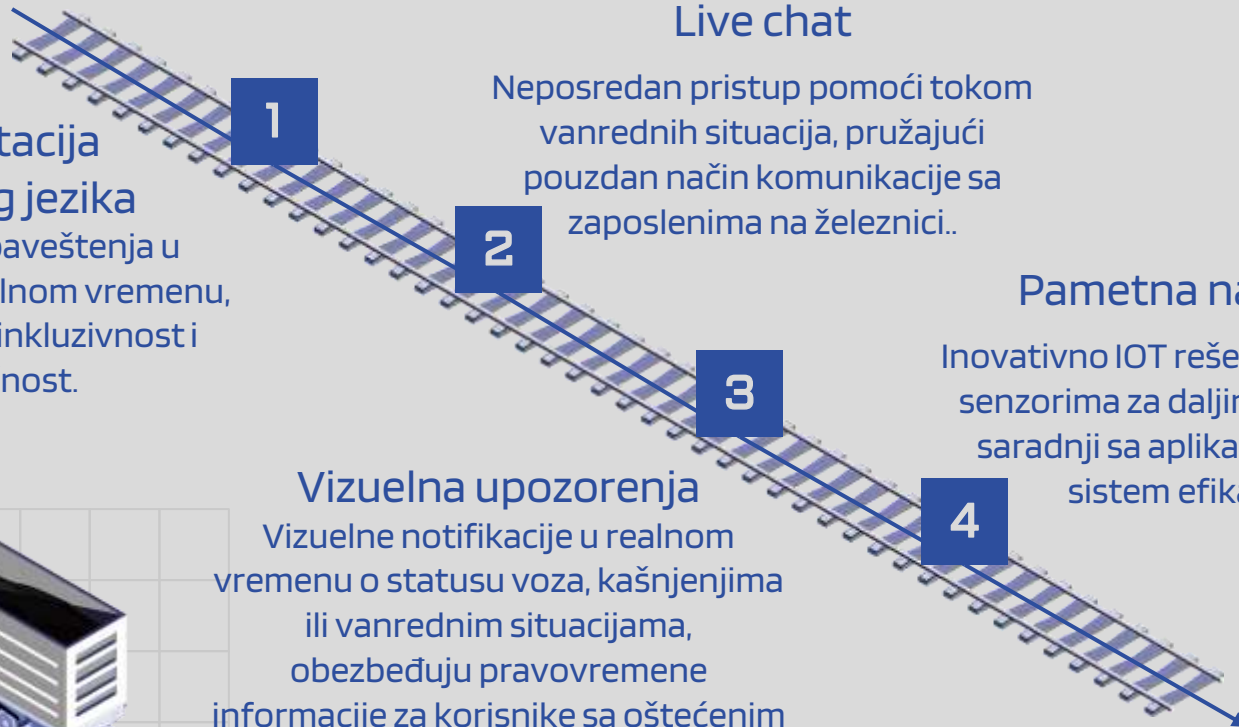 1
tacija
g jezika
baveštenja u
lnom vremenu,
inkluzivnost i
nost.
Live chat
Neposredan pristup pomoći tokom
vanrednih situacija, pružajući
pouzdan način komunikacije sa
zaposlenima na železnici..
2
3
Vizuelna upozorenja
Vizuelne notifikacije u realnom
vremenu o statusu voza, kašnjenjima
ili vanrednim situacijama,
obezbeđuju pravovremene
informacije za korisnike sa oštećenim
4
Pametna na
Inovativno IOT reše
senzorima za daljin
saradnji sa aplika
sistem efika